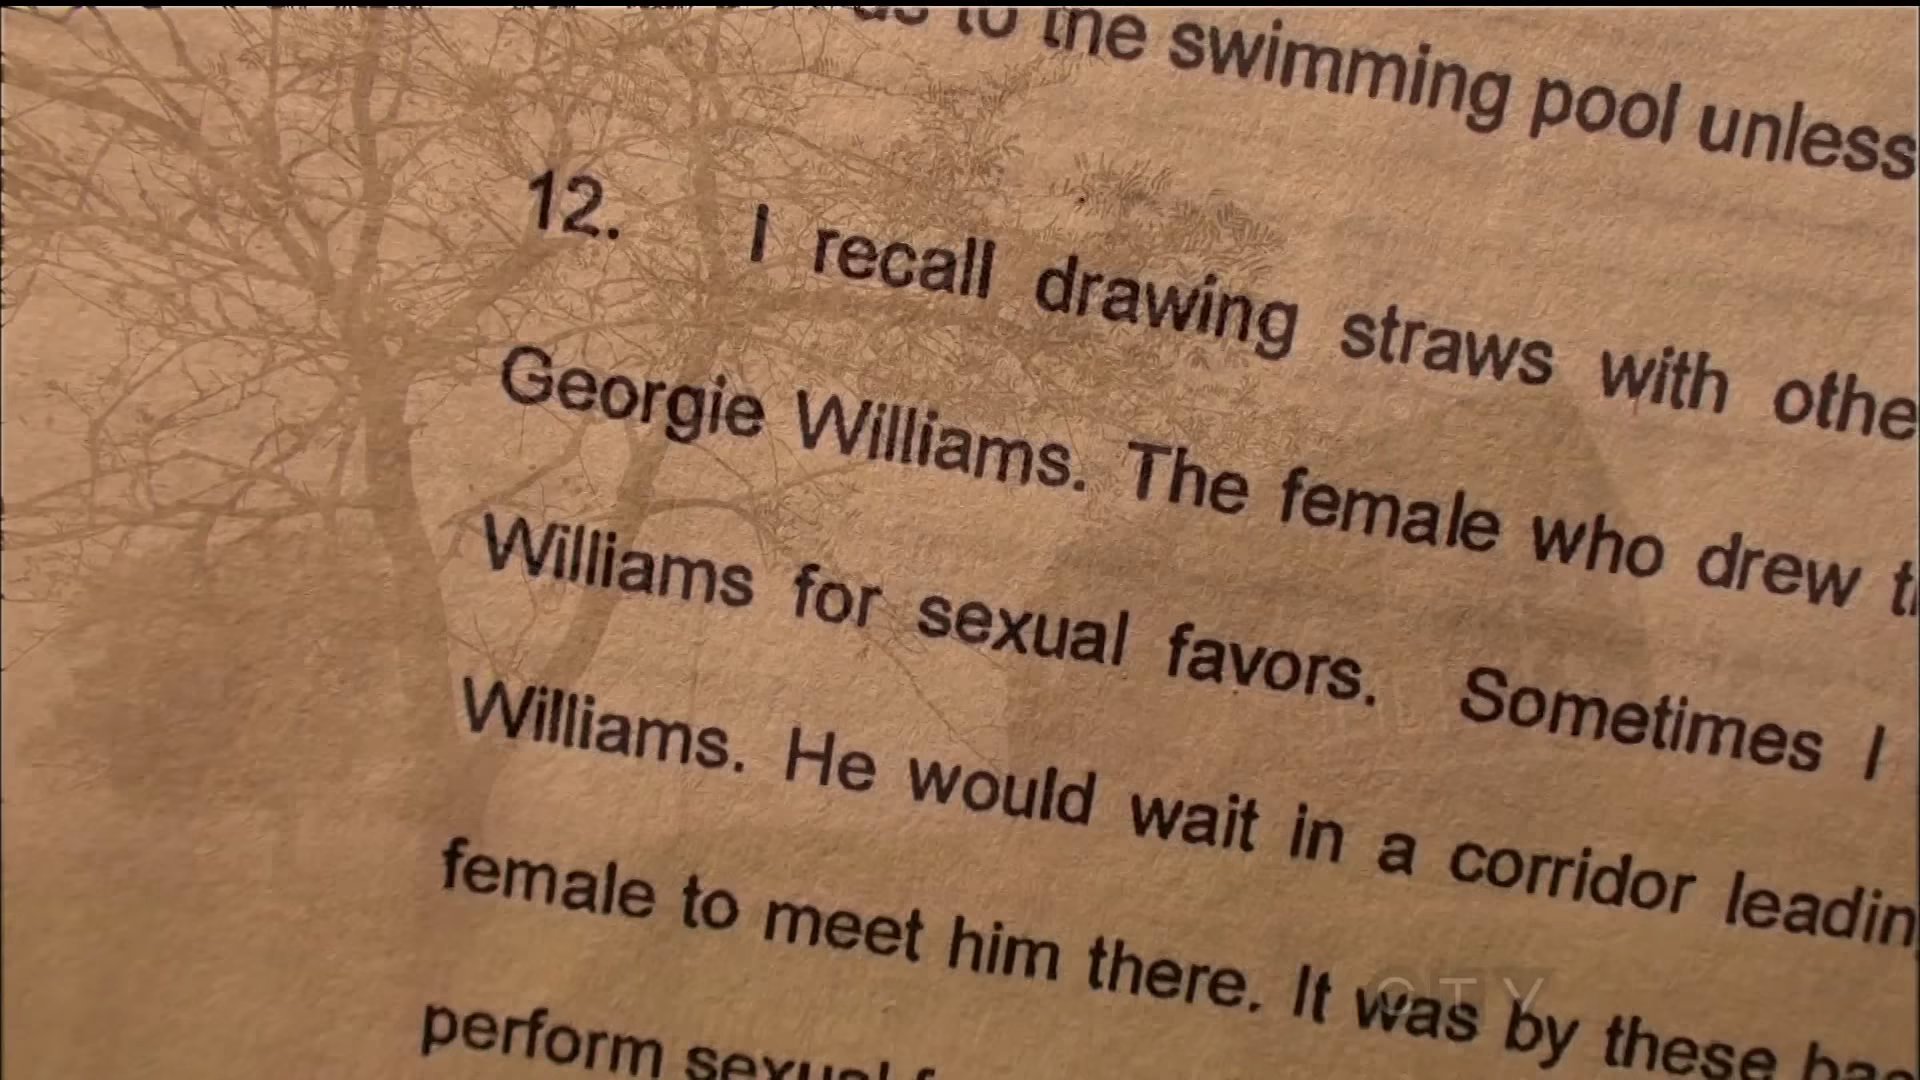 to the swimming pool unless
12. I recall drawing straws with othe
Georgie Williams. The female who drew t
Williams for sexual favors. Sometimes I
Williams. He would wait in a corridor leadin
female to meet him there. It was by these
perform sexual
CTV